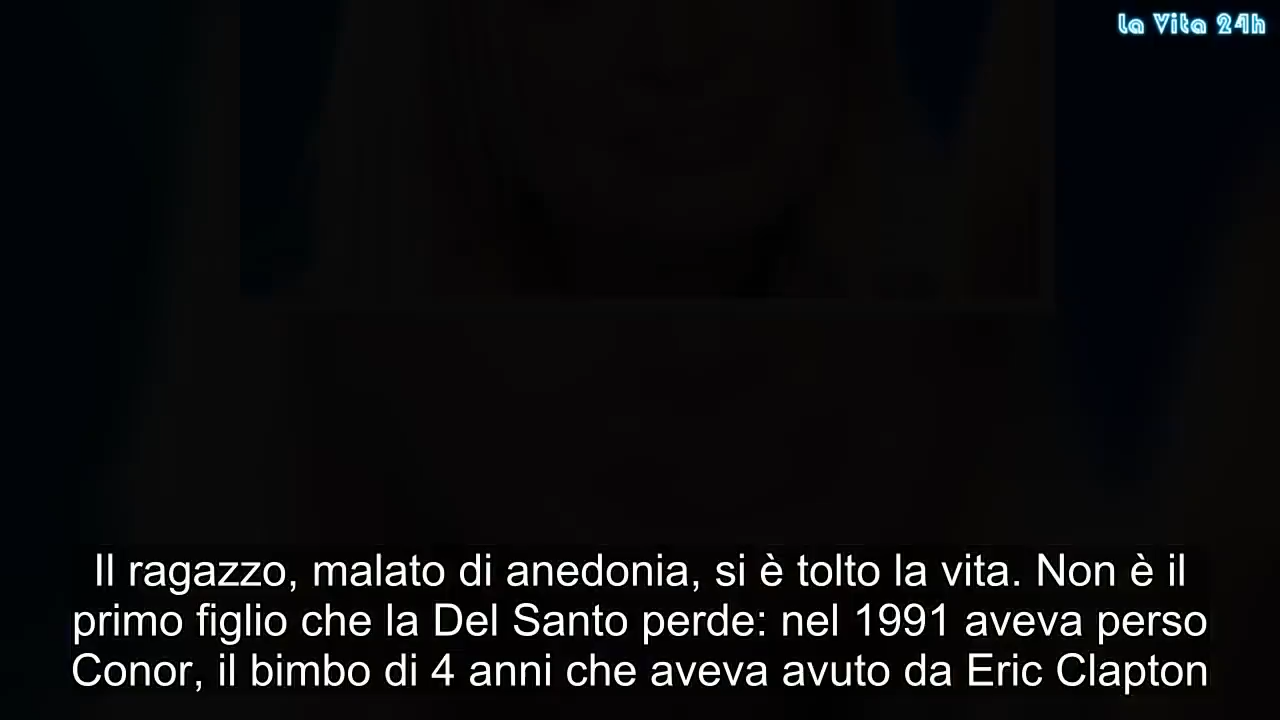 La Vita 24h
Il ragazzo, malato di anedonia, si è tolto la vita. Non è il
primo figlio che la Del Santo perde: nel 1991 aveva perso
Conor, il bimbo di 4 anni che aveva avuto da Eric Clapton